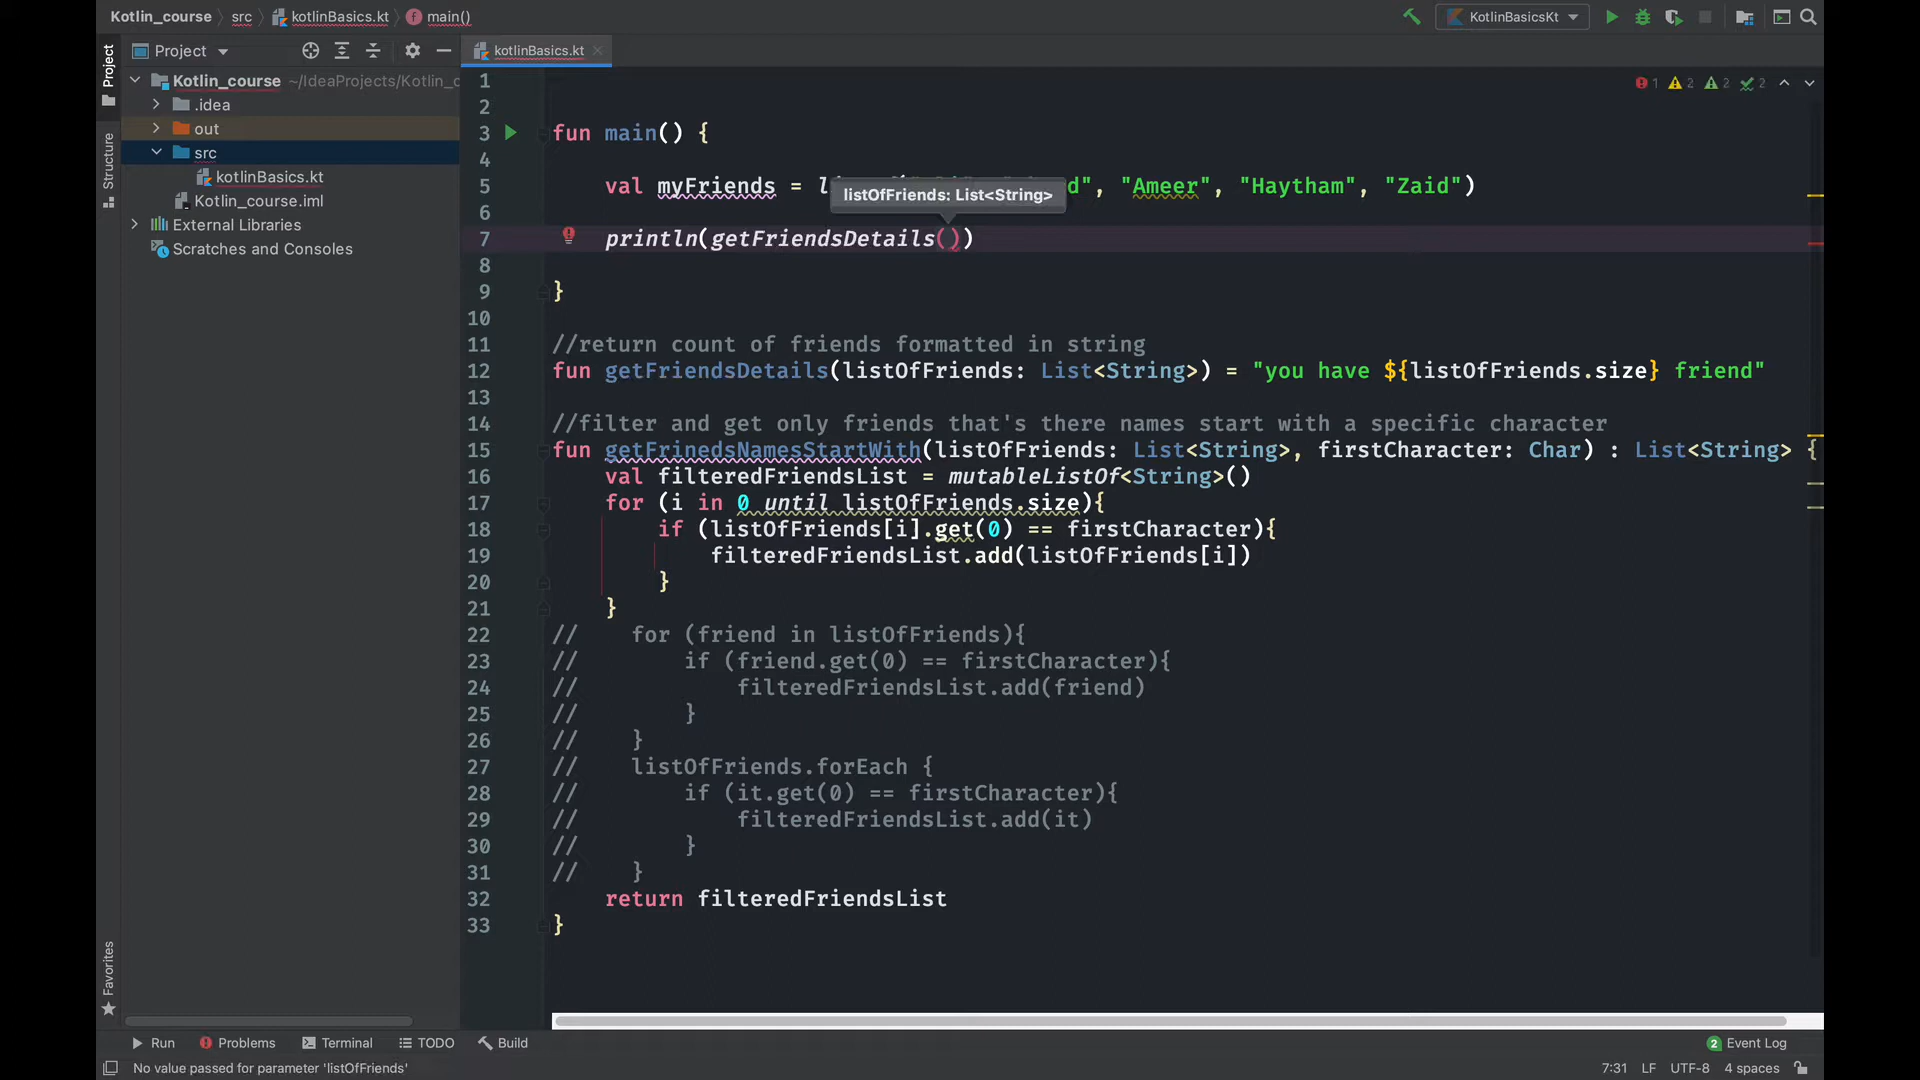 Kotlin_course src kotlinBasics.kt main()
KotlinBasicsKt
Project
kotlinBasics.kt
Project
Structure
Favorites
Kotlin_course ~/IdeaProjects/Kotlin_c
.idea
out
src
kotlinBasics.kt
Kotlin_course.iml
External Libraries
Scratches and Consoles
1 2 2 2
1
2
3 fun main() {
4
5 val myFriends = d", "Ameer", "Haytham", "Zaid")
listOfFriends: List<String>
6
7 println(getFriendsDetails())
8
9 }
10
11 //return count of friends formatted in string
12 fun getFriendsDetails(listOfFriends: List<String>) = "you have ${listOfFriends.size} friend"
13
14 //filter and get only friends that's there names start with a specific character
15 fun getFrinedsNamesStartWith(listOfFriends: List<String>, firstCharacter: Char) : List<String> {
16 val filteredFriendsList = mutableListOf<String>()
17 for (i in 0 until listOfFriends.size){
18 if (listOfFriends[i].get(0) == firstCharacter){
19 filteredFriendsList.add(listOfFriends[i])
20 }
21 }
22 // for (friend in listOfFriends){
23 // if (friend.get(0) == firstCharacter){
24 // filteredFriendsList.add(friend)
25 // }
26 // }
27 // listOfFriends.forEach {
28 // if (it.get(0) == firstCharacter){
29 // filteredFriendsList.add(it)
30 // }
31 // }
32 return filteredFriendsList
33 }
Run Problems Terminal TODO Build 2 Event Log
No value passed for parameter 'listOfFriends' 7:31 LF UTF-8 4 spaces